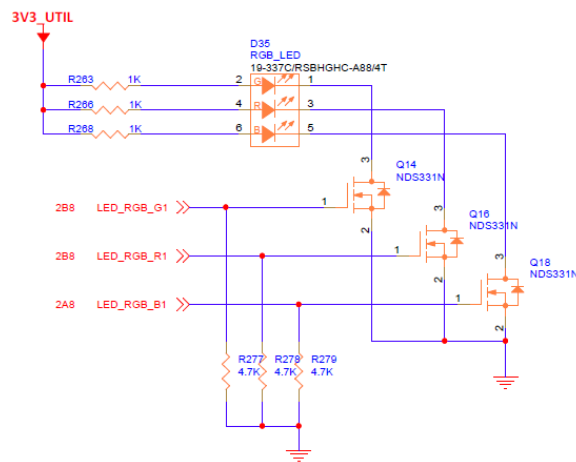 3V3_UTIL
D35
RGB_LED
19-337C/RSBHGHC-A88/4T
R263 1K 2 G 1
R266 1K 4 R 3
R268 1K 6 B 5
3 Q14
NDS331N
2B8 LED_RGB_G1 1
2
3 Q16
NDS331N
2B8 LED_RGB_R1 1
2
3 Q18
NDS331N
2A8 LED_RGB_B1 1
2
R277 R278 R279
4.7K 4.7K 4.7K